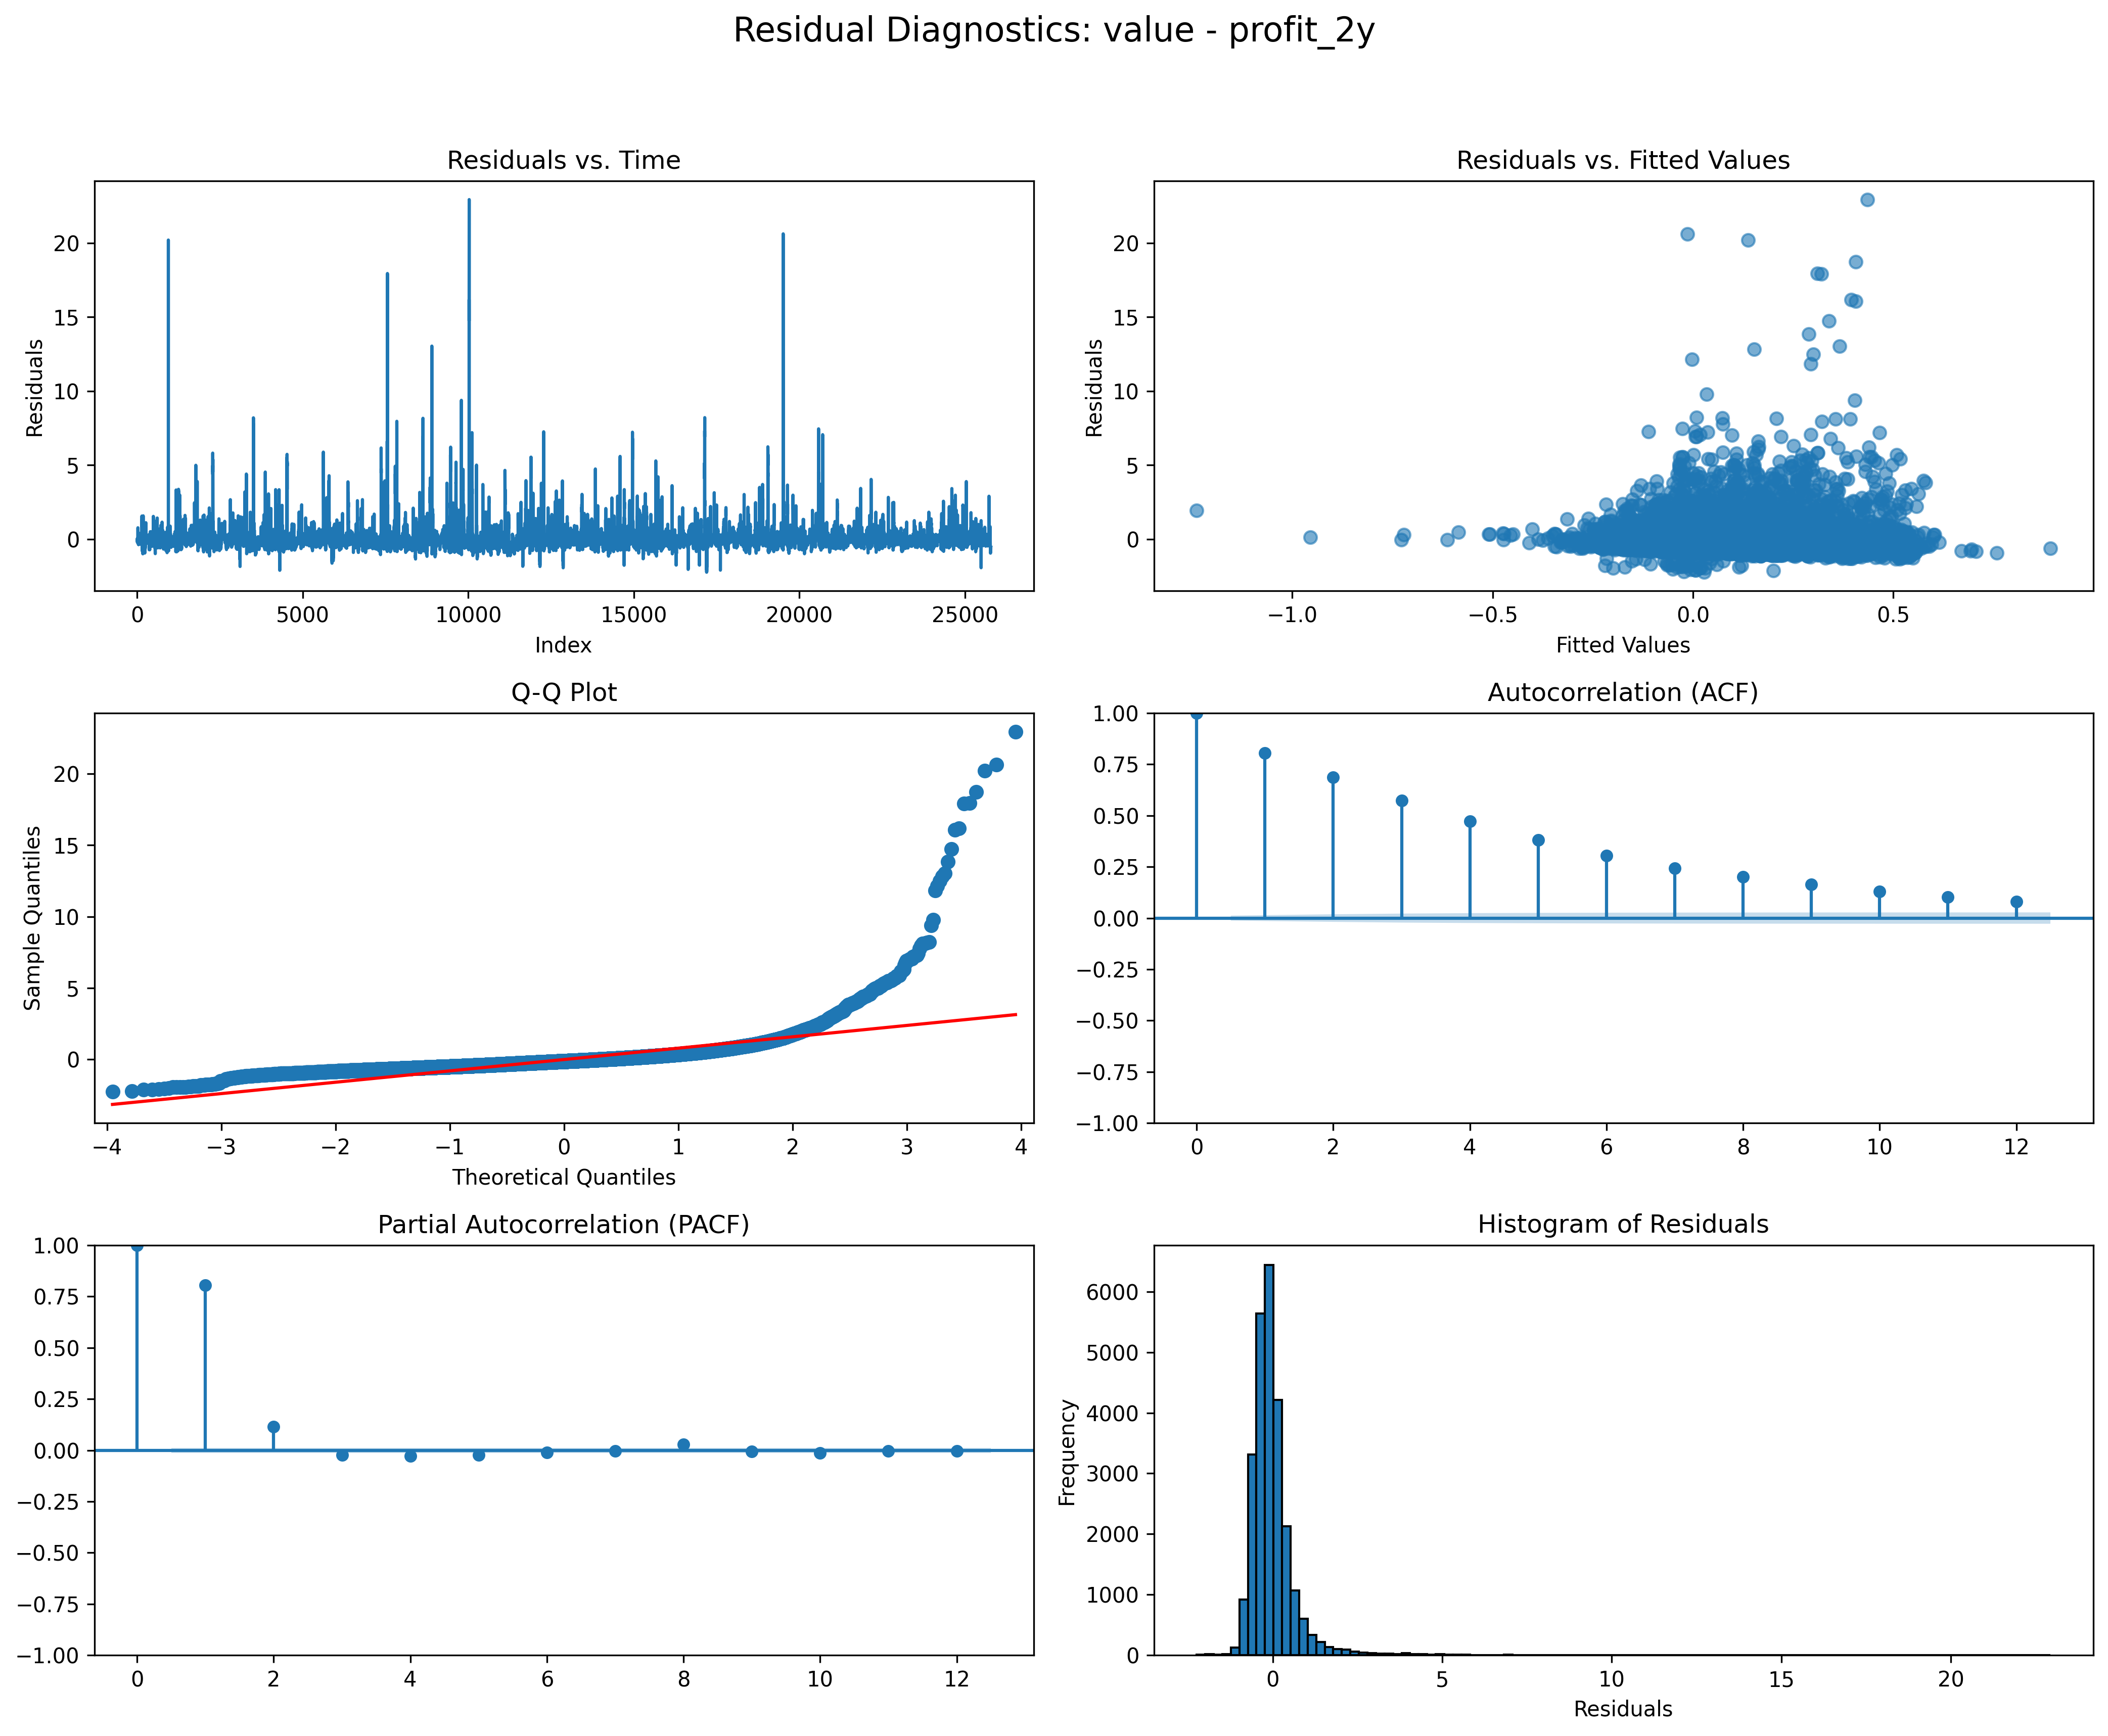 Residual Diagnostics: value - profit_2y
Residuals vs. Time
Residuals
20
15
10
5
0
0 5000 10000 15000 20000 25000
Index
Residuals vs. Fitted Values
Residuals
20
15
10
5
0
−1.0 −0.5 0.0 0.5
Fitted Values
Q-Q Plot
Sample Quantiles
20
15
10
5
0
−4 −3 −2 −1 0 1 2 3 4
Theoretical Quantiles
Autocorrelation (ACF)
1.00
0.75
0.50
0.25
0.00
−0.25
−0.50
−0.75
−1.00
0 2 4 6 8 10 12
Partial Autocorrelation (PACF)
1.00
0.75
0.50
0.25
0.00
−0.25
−0.50
−0.75
−1.00
0 2 4 6 8 10 12
Histogram of Residuals
Frequency
6000
5000
4000
3000
2000
1000
0
0 5 10 15 20
Residuals